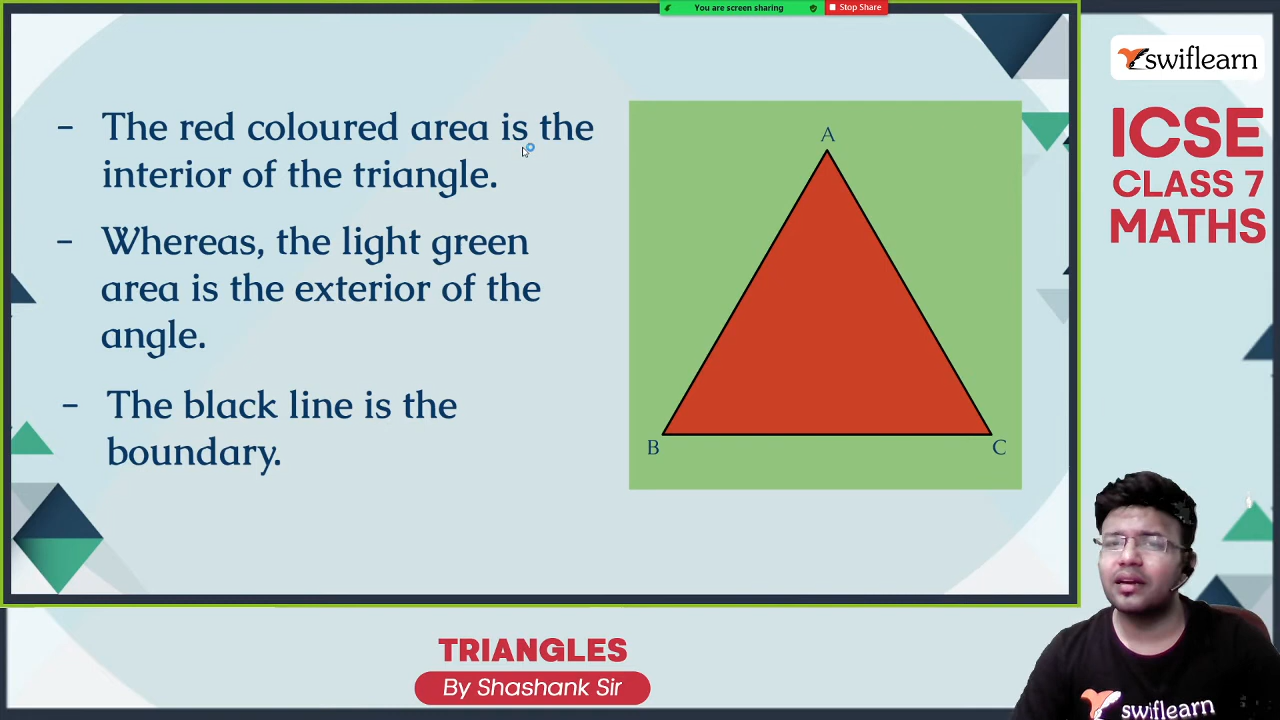 You are screen sharing
Stop Share
swiflearn
ICSE
CLASS 7
MATHS
- The red coloured area is the
interior of the triangle.
- Whereas, the light green
area is the exterior of the
angle.
- The black line is the
boundary.
A
B
C
TRIANGLES
By Shashank Sir
swiflearn